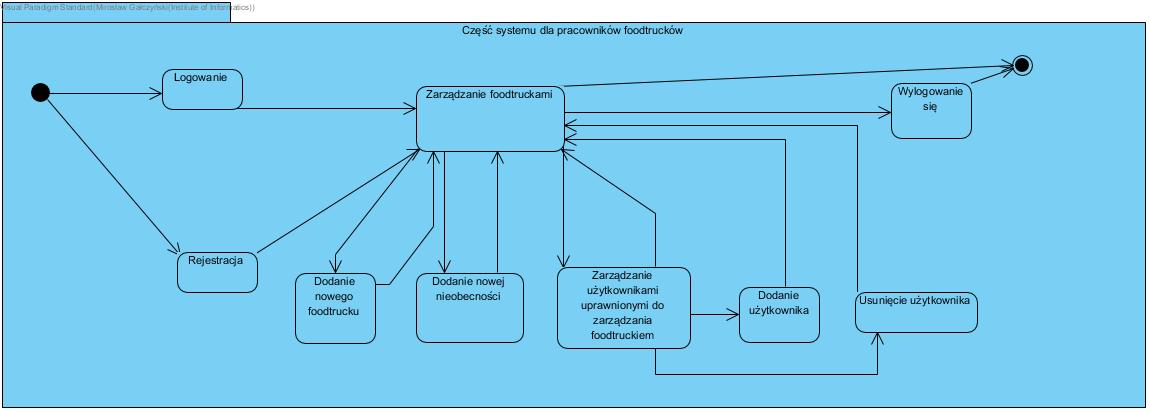 Visual Paradigm Standard(Mirosław Gałczyński(Institute of Informatics))
Część systemu dla pracowników foodtrucków
Logowanie
Zarządzanie foodtruckami
Wylogowanie
się
Rejestracja
Dodanie
nowego
foodtrucku
Dodanie nowej
nieobecności
Zarządzanie
użytkownikami
uprawnionymi do
zarządzania
foodtruckiem
Dodanie
użytkownika
Usunięcie użytkownika